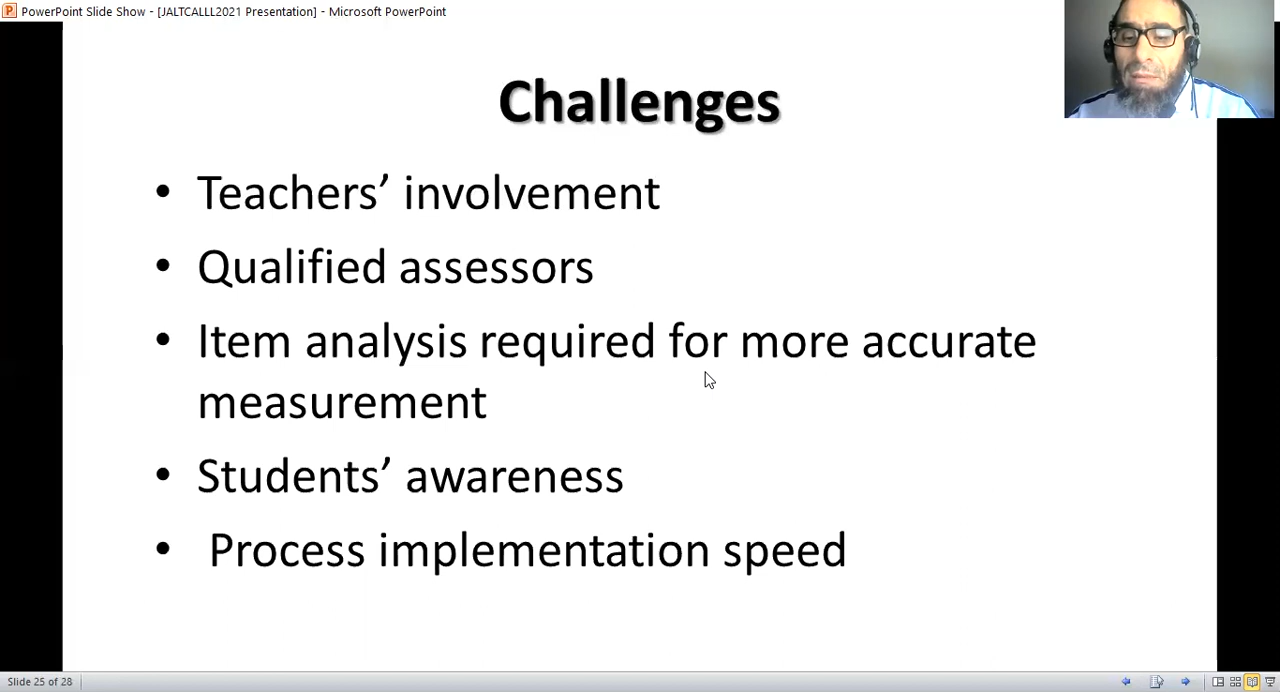 PowerPoint Slide Show - [JALTCALLL2021 Presentation] - Microsoft PowerPoint
Challenges
• Teachers’ involvement
• Qualified assessors
• Item analysis required for more accurate
measurement
• Students’ awareness
• Process implementation speed
Slide 25 of 28